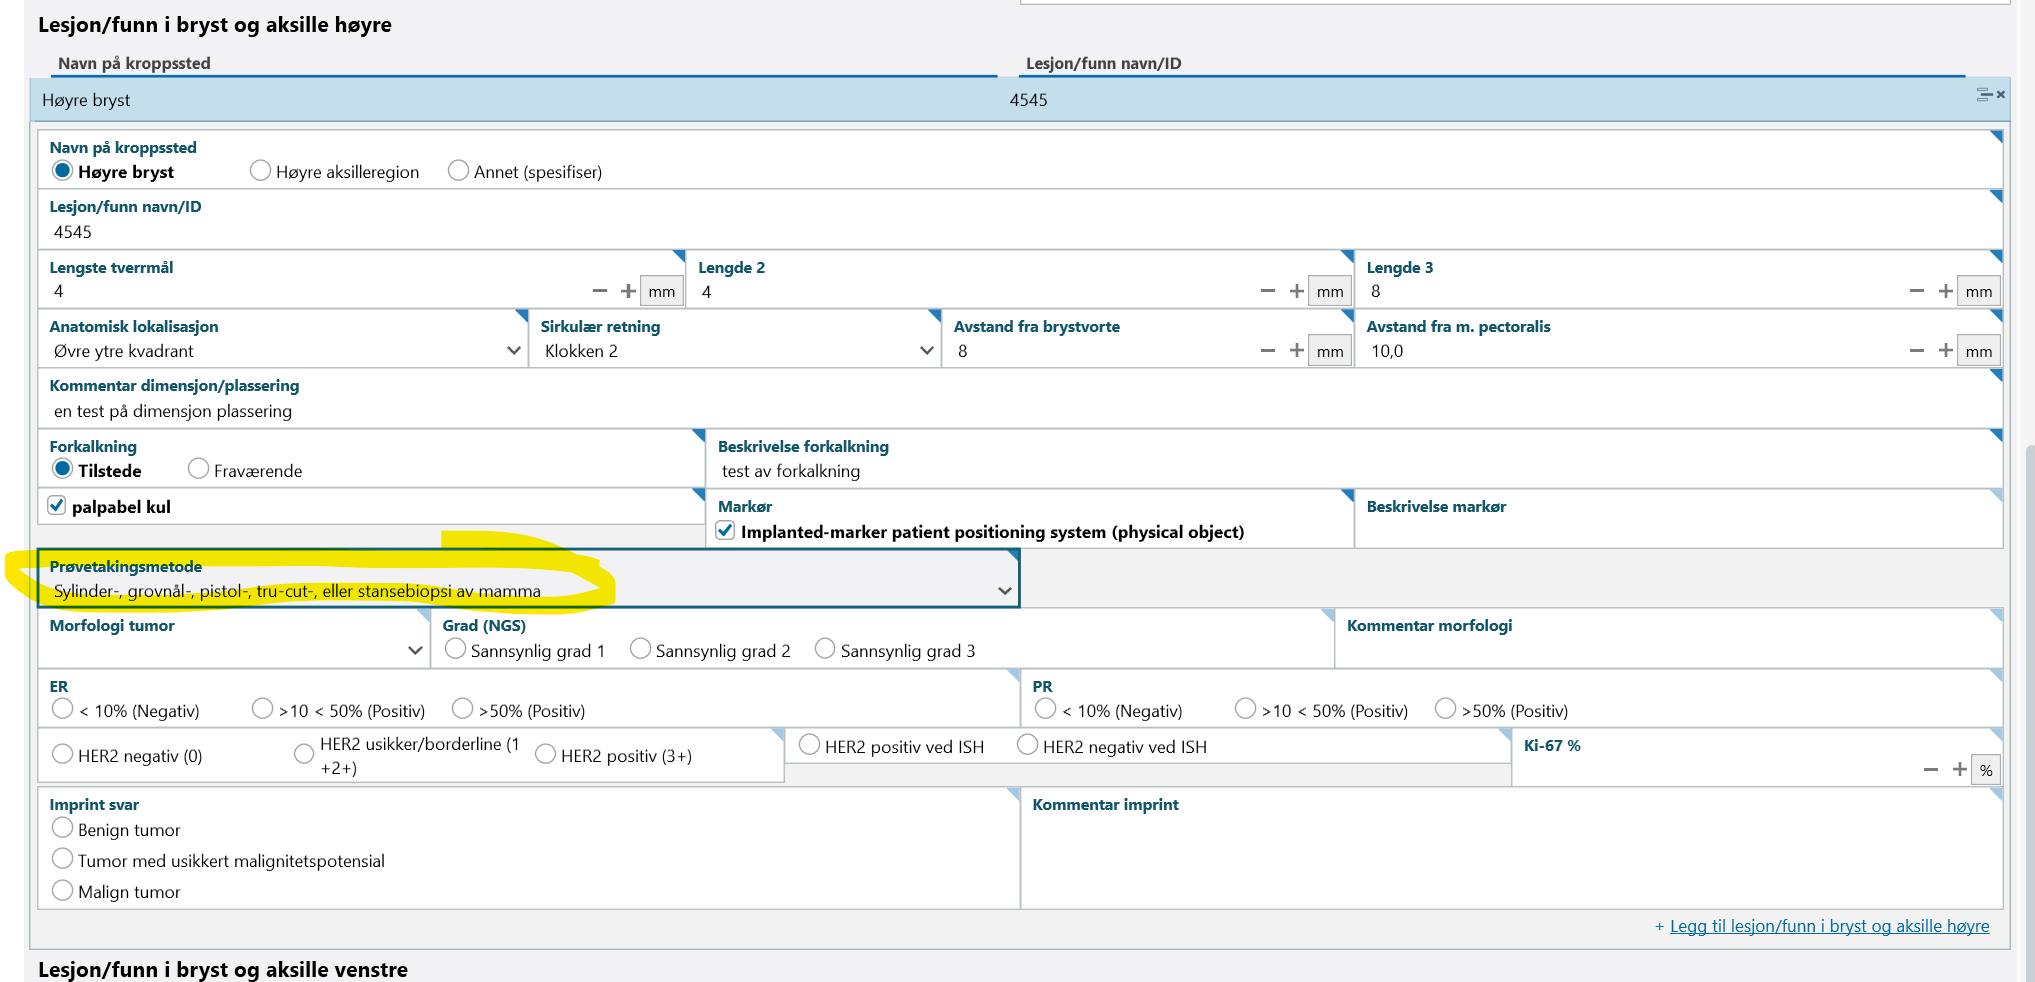 Lesjon/funn i bryst og aksille høyre
Navn på kroppssted Lesjon/funn navn/ID
Høyre bryst 4545
Navn på kroppssted
Høyre bryst Høyre aksilleregion Annet (spesifiser)
Lesjon/funn navn/ID
4545
Lengste tverrmål Lengde 2 Lengde 3
4 mm 4 mm 8 mm
Anatomisk lokalisasjon Sirkulær retning Avstand fra brystvorte Avstand fra m. pectoralis
Øvre ytre kvadrant Klokken 2 8 mm 10,0 mm
Kommentar dimensjon/plassering
en test på dimensjon plassering
Forkalkning Beskrivelse forkalkning
Tilstede Fraværende test av forkalkning
palpabel kul Markør Beskrivelse markør
Implanted-marker patient positioning system (physical object)
Prøvetakingsmetode
Sylinder-, grovnål-, pistol-, tru-cut-, eller stansebiopsi av mamma
Morfologi tumor Grad (NGS) Kommentar morfologi
Sannsynlig grad 1 Sannsynlig grad 2 Sannsynlig grad 3
ER PR
< 10% (Negativ) >10 < 50% (Positiv) >50% (Positiv) < 10% (Negativ) >10 < 50% (Positiv) >50% (Positiv)
HER2 negativ (0) HER2 usikker/borderline (1 +2+) HER2 positiv (3+) HER2 positiv ved ISH HER2 negativ ved ISH Ki-67 %
%
Imprint svar Kommentar imprint
Benign tumor
Tumor med usikkert malignitetspotensial
Malign tumor
+ Legg til lesjon/funn i bryst og aksille høyre
Lesjon/funn i bryst og aksille venstre